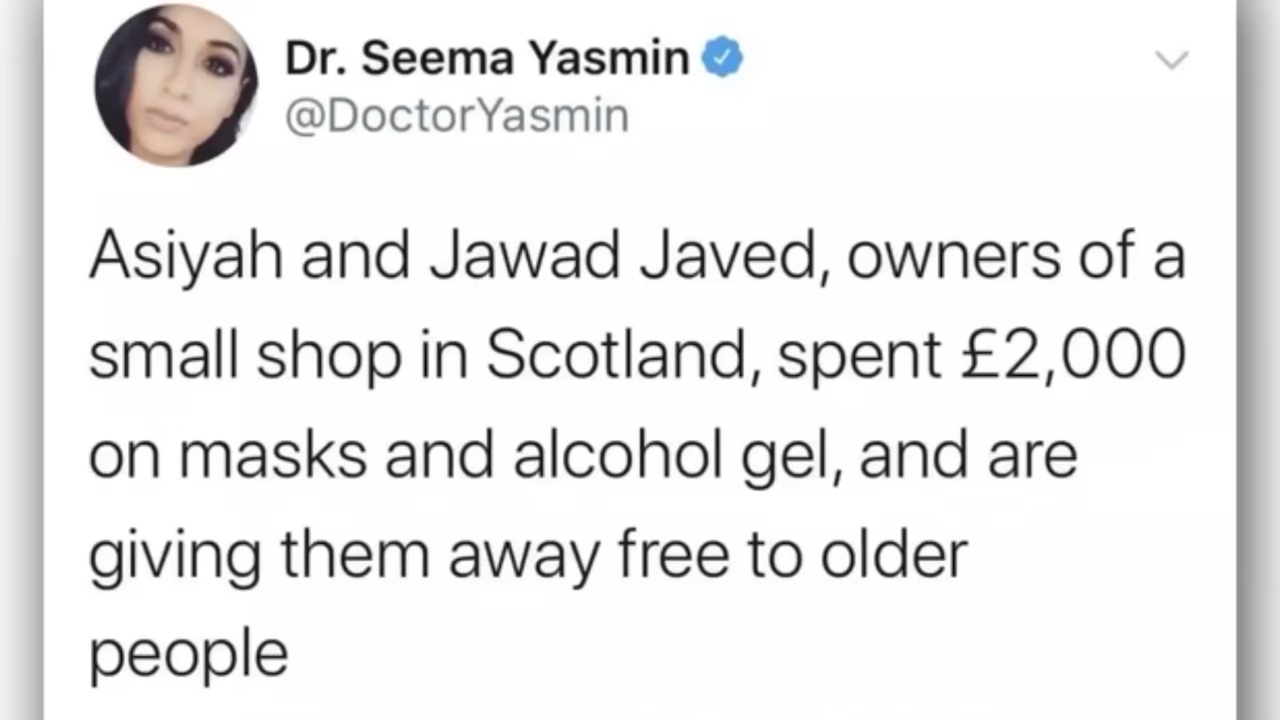 Dr. Seema Yasmin
@DoctorYasmin
Asiyah and Jawad Javed, owners of a
small shop in Scotland, spent £2,000
on masks and alcohol gel, and are
giving them away free to older
people